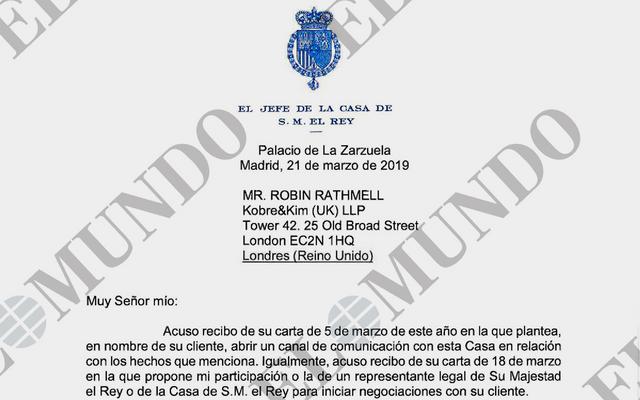 EL JEFE DE LA CASA DE
S. M. EL REY
Palacio de La Zarzuela
Madrid, 21 de marzo de 2019
MR. ROBIN RATHMELL
Kobre&Kim (UK) LLP
Tower 42. 25 Old Broad Street
London EC2N 1HQ
Londres (Reino Unido)
Muy Señor mío:
Acuso recibo de su carta de 5 de marzo de este año en la que plantea,
en nombre de su cliente, abrir un canal de comunicación con esta Casa en relación
con los hechos que menciona. Igualmente, acuso recibo de su carta de 18 de marzo
en la que propone mi participación o la de un representante legal de Su Majestad
el Rey o de la Casa de S.M. el Rey para iniciar negociaciones con su cliente.
EL MUNDO
EL MUNDO
EL MUNDO